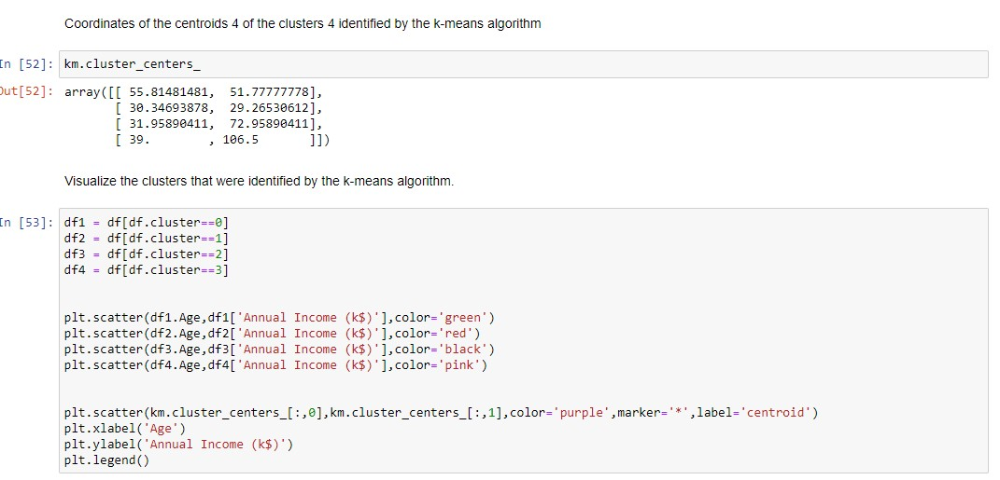 Coordinates of the centroids 4 of the clusters 4 identified by the k-means algorithm
In [52]: km.cluster_centers_
Out[52]: array([[ 55.81481481,  51.77777778],
       [ 30.34693878,  29.26530612],
       [ 31.95890411,  72.95890411],
       [ 39.        , 106.5       ]])
Visualize the clusters that were identified by the k-means algorithm.
In [53]: df1 = df[df.cluster==0]
df2 = df[df.cluster==1]
df3 = df[df.cluster==2]
df4 = df[df.cluster==3]
plt.scatter(df1.Age,df1['Annual Income (k$)'],color='green')
plt.scatter(df2.Age,df2['Annual Income (k$)'],color='red')
plt.scatter(df3.Age,df3['Annual Income (k$)'],color='black')
plt.scatter(df4.Age,df4['Annual Income (k$)'],color='pink')
plt.scatter(km.cluster_centers_[:,0],km.cluster_centers_[:,1],color='purple',marker='*',label='centroid')
plt.xlabel('Age')
plt.ylabel('Annual Income (k$)')
plt.legend()